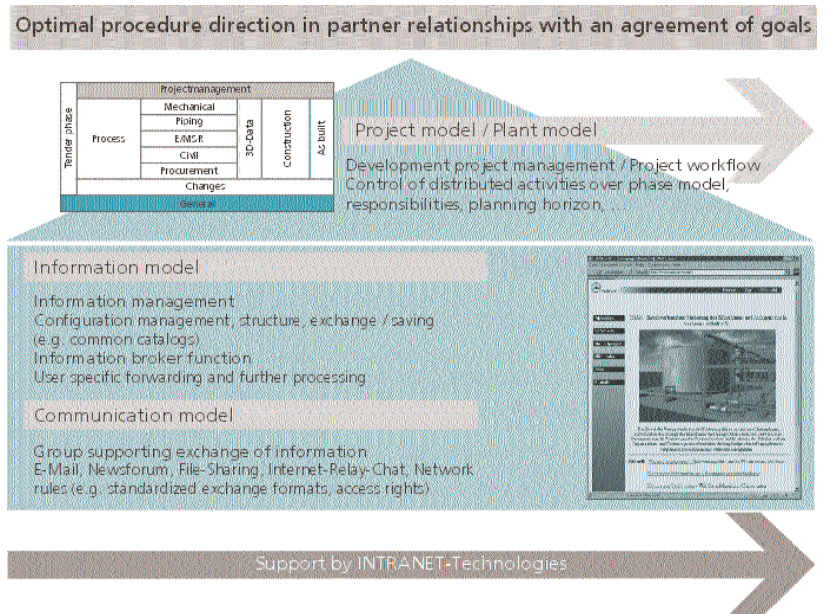 Optimal procedure direction in partner relationships with an agreement of goals
Projectmanagement
Tender phase
Process
Mechanical
Piping
E/MSR
Civil
Procurement
3D-Data
Construction
As built
Changes
General
Project model / Plant model
Development project management / Project workflow
Control of distributed activities over phase model,
responsibilities, planning horizon, ...
Information model
Information management
Configuration management, structure, exchange / saving
(e.g. common catalogs)
Information broker function
User specific forwarding and further processing
Communication model
Group supporting exchange of information
E-Mail, Newsforum, File-Sharing, Internet-Relay-Chat, Network
rules (e.g. standardized exchange formats, access rights)
Support by INTRANET-Technologies